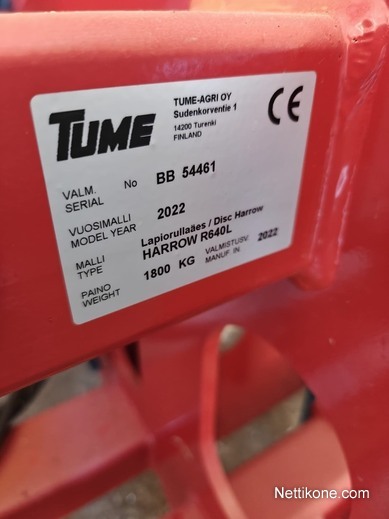 TUME
TUME-AGRI OY
Sudenkorventie 1
14200 Turenki
FINLAND
CE
VALM.
SERIAL No BB 54461
VUOSIMALLI
MODEL YEAR 2022
MALLI Lapiorullaäes / Disc Harrow
TYPE HARROW R640L
PAINO
WEIGHT 1800 KG
VALMISTUSV.
MANUF. IN. 2022
Nettikone.com